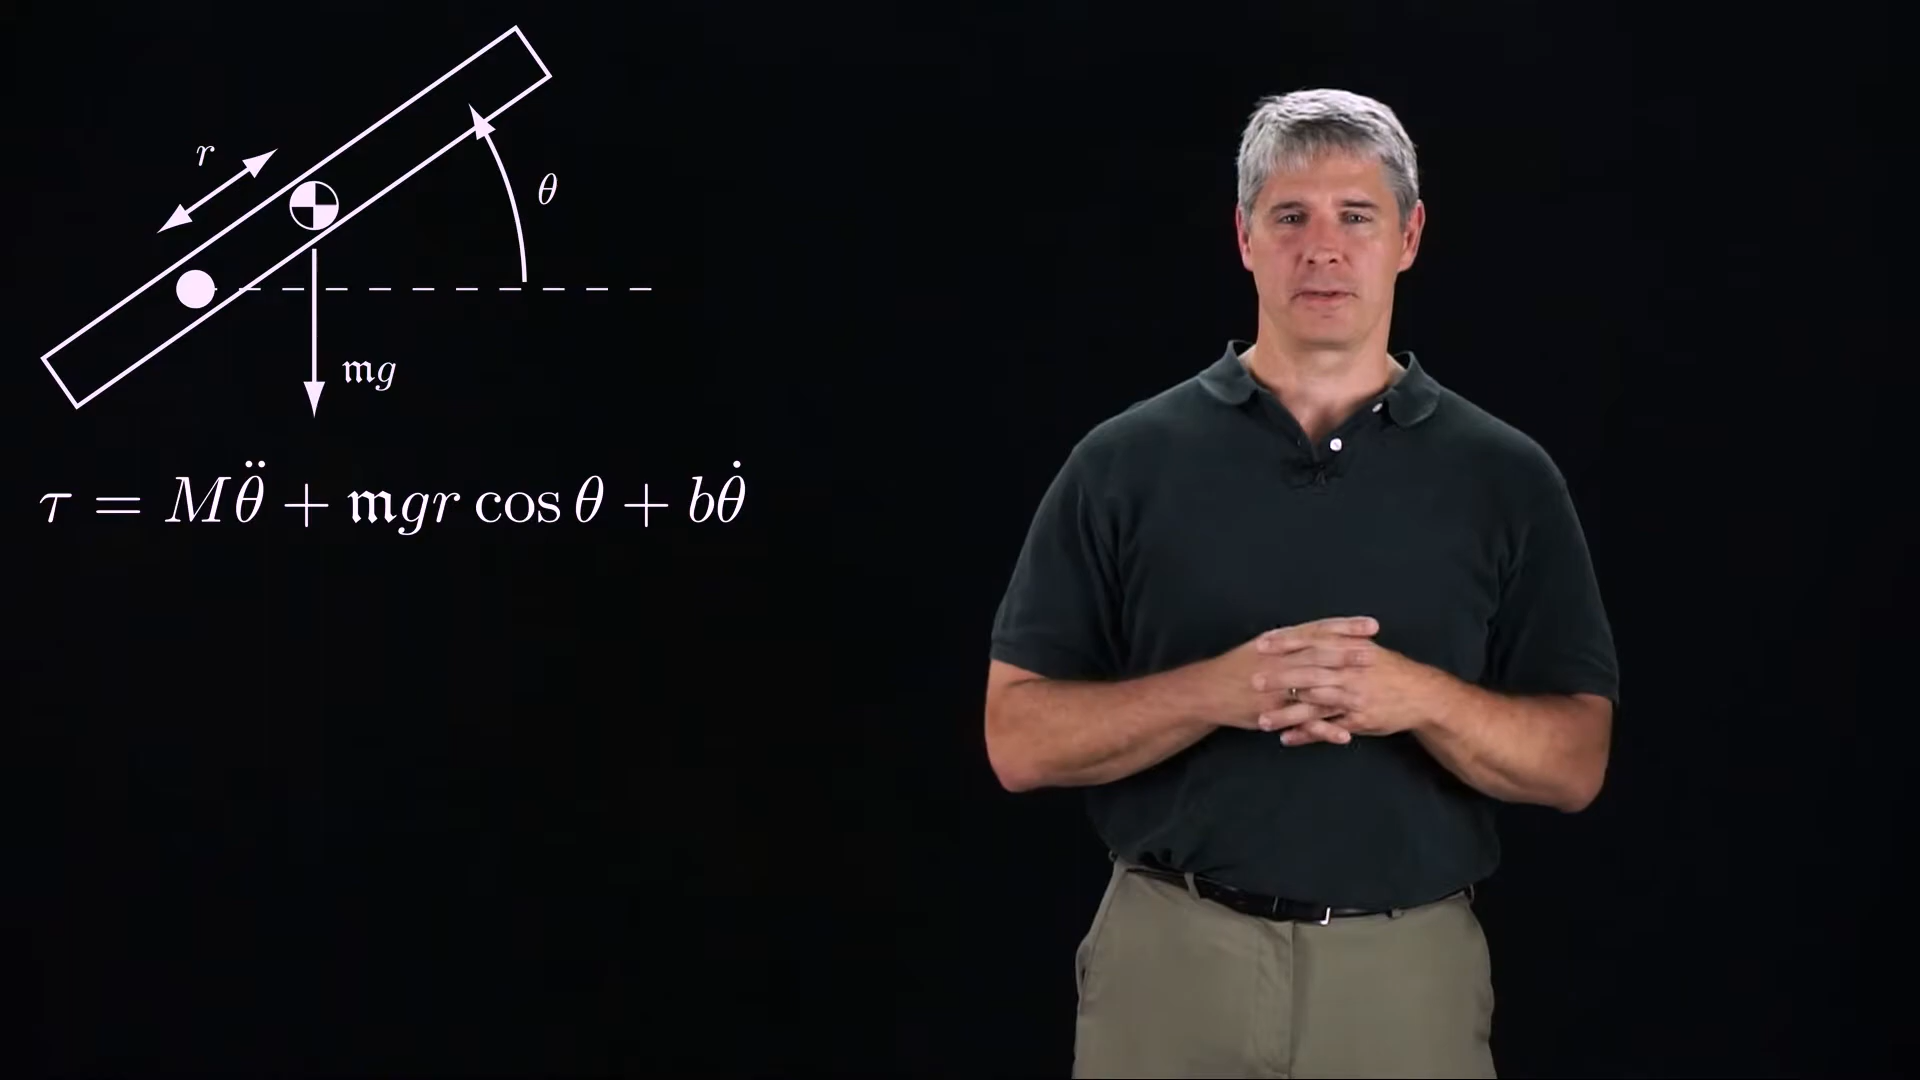 r
θ
𝔪g
τ = Mθ̈ + 𝔪gr cos θ + bθ̇